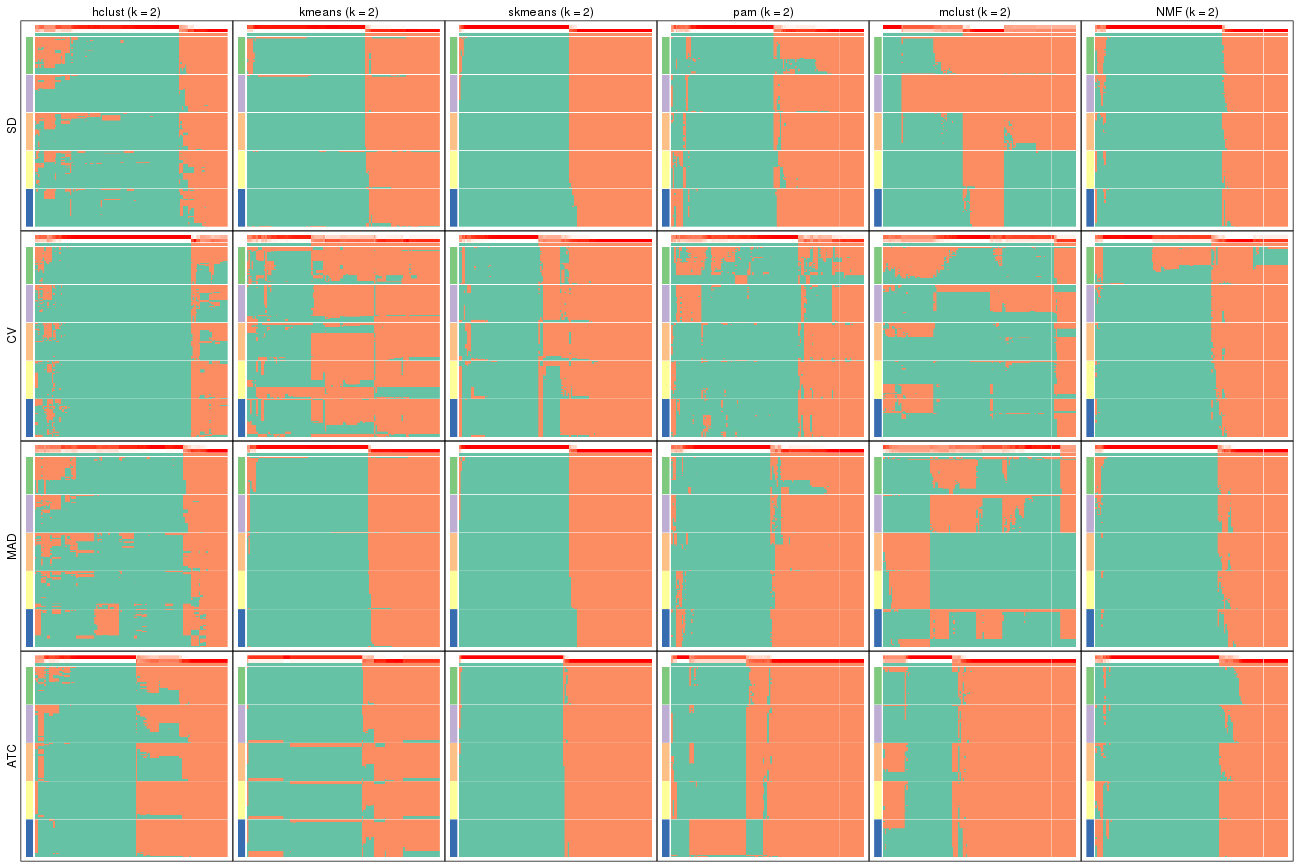 hclust (k = 2)
kmeans (k = 2)
skmeans (k = 2)
pam (k = 2)
mclust (k = 2)
NMF (k = 2)
SD
CV
MAD
ATC